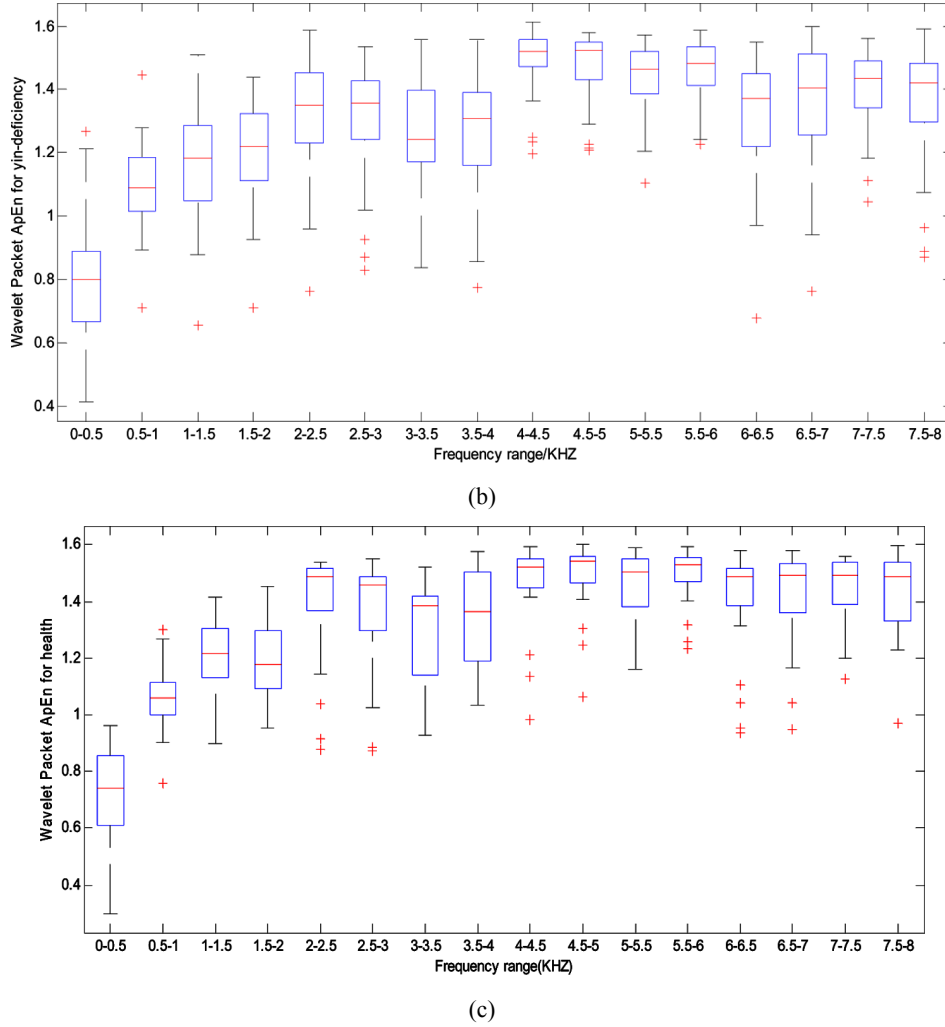 1.6
1.4
1.2
1
0.8
0.6
0.4
Wavelet Packet ApEn for yin-deficiency
0-0.5 0.5-1 1-1.5 1.5-2 2-2.5 2.5-3 3-3.5 3.5-4 4-4.5 4.5-5 5-5.5 5.5-6 6-6.5 6.5-7 7-7.5 7.5-8
Frequency range/KHZ
(b)
1.6
1.4
1.2
1
0.8
0.6
0.4
Wavelet Packet ApEn for health
0-0.5 0.5-1 1-1.5 1.5-2 2-2.5 2.5-3 3-3.5 3.5-4 4-4.5 4.5-5 5-5.5 5.5-6 6-6.5 6.5-7 7-7.5 7.5-8
Frequency range(KHZ)
(c)